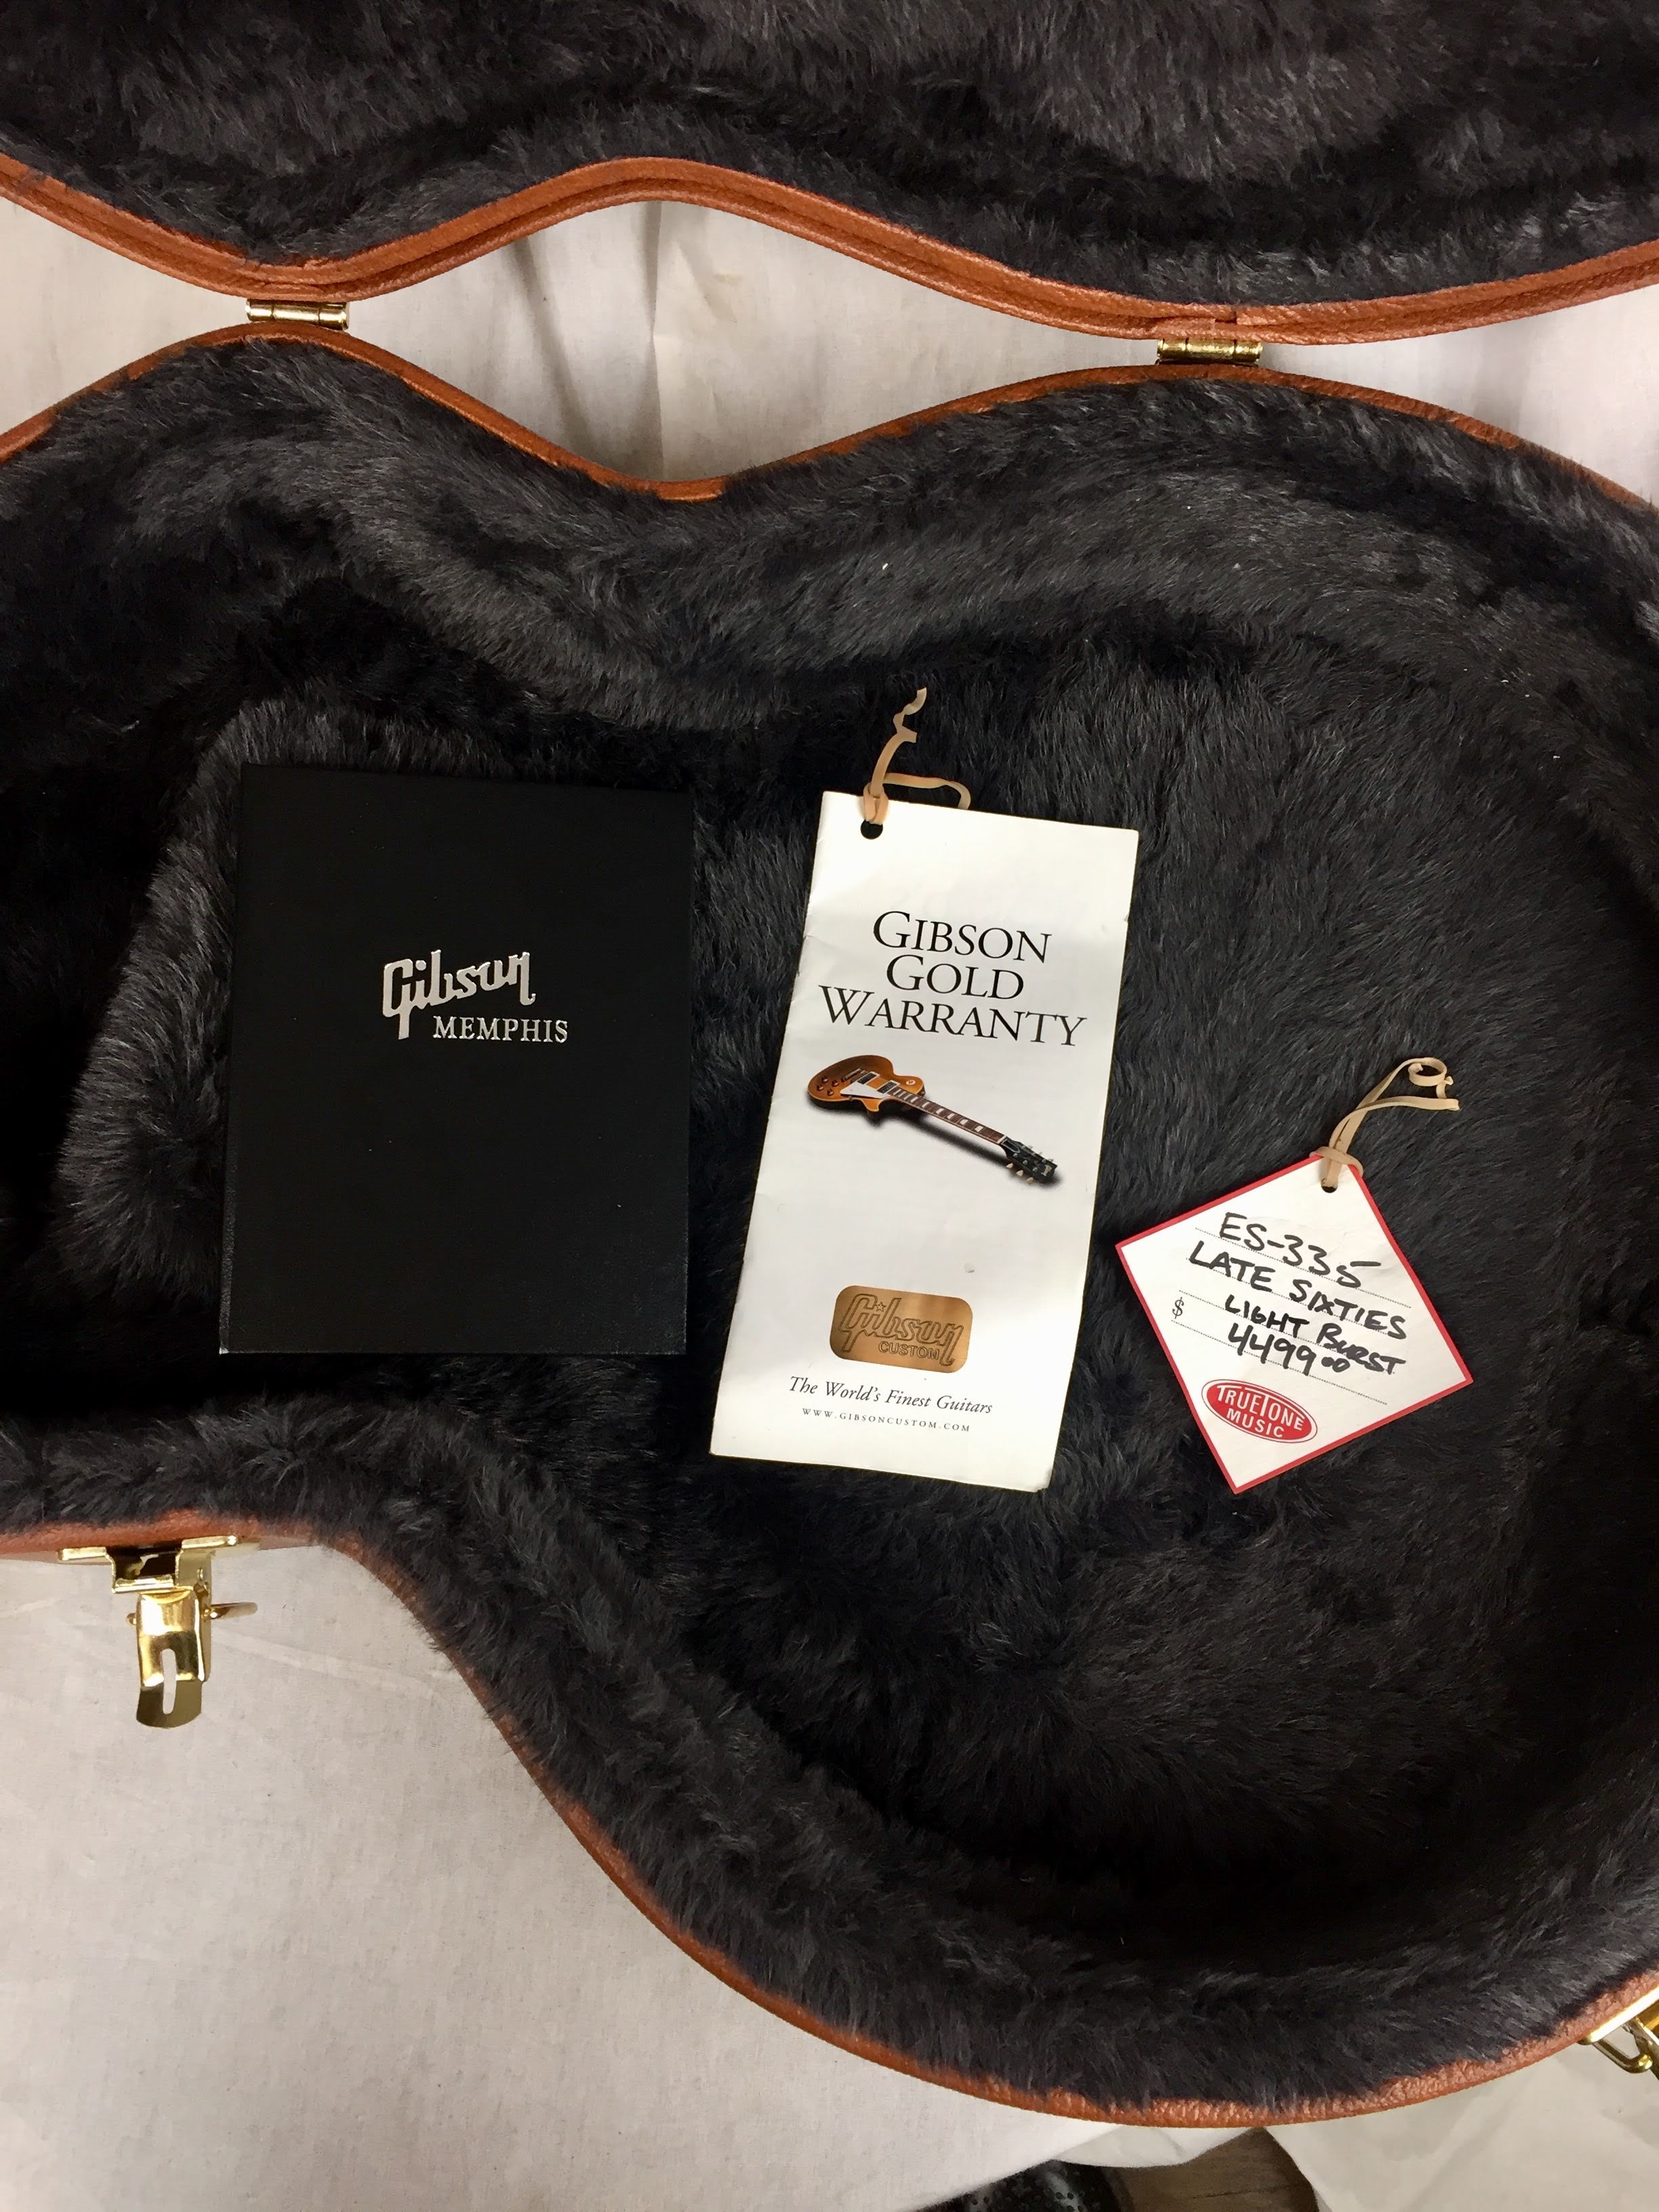 Gibson
MEMPHIS
GIBSON
GOLD
WARRANTY
Gibson
CUSTOM
The World's Finest Guitars
WWW.GIBSONCUSTOM.COM
ES-335
LATE SIXTIES
LIGHT BURST
$ 4499.00
TRUETONE
MUSIC